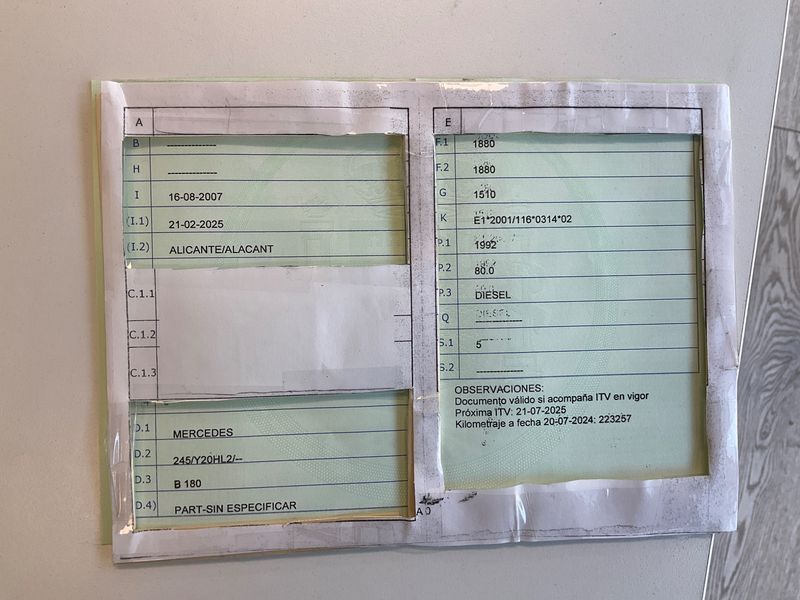 A
B -------------
H -------------
I 16-08-2007
(I.1) 21-02-2025
(I.2) ALICANTE/ALACANT
C.1.1
C.1.2
C.1.3
D.1 MERCEDES
D.2 245/Y20HL2/--
D.3 B 180
D.4) PART-SIN ESPECIFICAR
E
F.1 1880
F.2 1880
G 1510
K E1*2001/116*0314*02
P.1 1992
P.2 80.0
P.3 DIESEL
Q -------------
S.1 5
S.2 -------------
OBSERVACIONES:
Documento válido si acompaña ITV en vigor
Próxima ITV: 21-07-2025
Kilometraje a fecha 20-07-2024: 223257